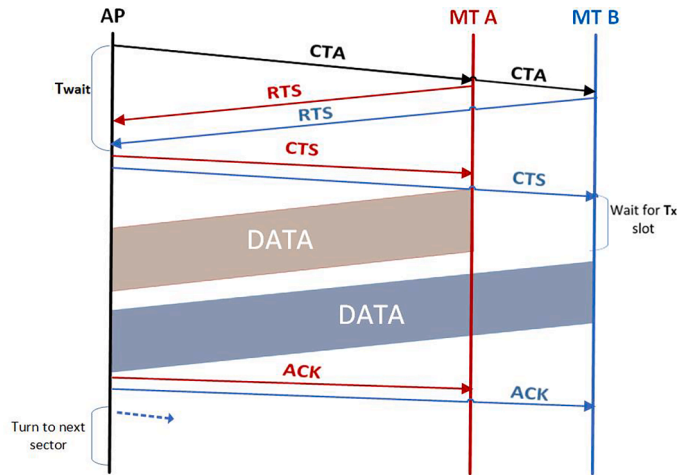 AP
MT A
MT B
CTA
CTA
Twait
RTS
RTS
CTS
CTS
Wait for Tx
slot
DATA
DATA
ACK
ACK
Turn to next
sector